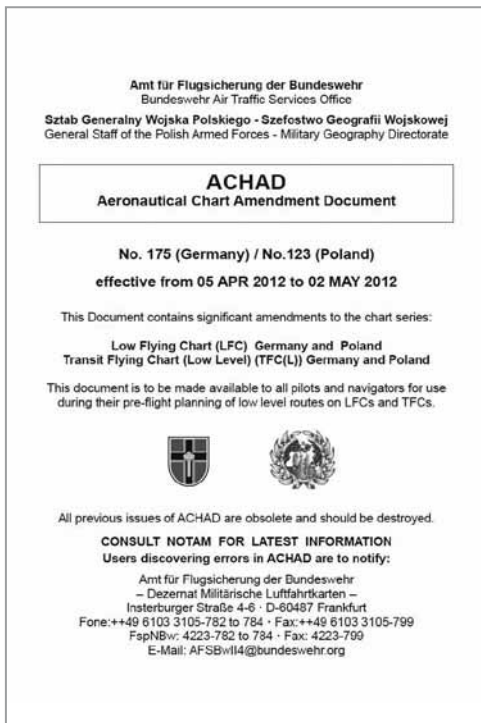 Amt für Flugsicherung der Bundeswehr
Bundeswehr Air Traffic Services Office
Sztab Generalny Wojska Polskiego - Szefostwo Geografii Wojskowej
General Staff of the Polish Armed Forces - Military Geography Directorate
ACHAD
Aeronautical Chart Amendment Document
No. 175 (Germany) / No.123 (Poland)
effective from 05 APR 2012 to 02 MAY 2012
This Document contains significant amendments to the chart series:
Low Flying Chart (LFC) Germany and Poland
Transit Flying Chart (Low Level) (TFC(L)) Germany and Poland
This document is to be made available to all pilots and navigators for use
during their pre-flight planning of low level routes on LFCs and TFCs.
All previous issues of ACHAD are obsolete and should be destroyed.
CONSULT NOTAM FOR LATEST INFORMATION
Users discovering errors in ACHAD are to notify:
Amt für Flugsicherung der Bundeswehr
– Dezernat Militärische Luftfahrtkarten –
Insterburger Straße 4-6 · D-60487 Frankfurt
Fone:++49 6103 3105-782 to 784 · Fax:++49 6103 3105-799
FspNBw: 4223-782 to 784 · Fax: 4223-799
E-Mail: AFSBwII4@bundeswehr.org